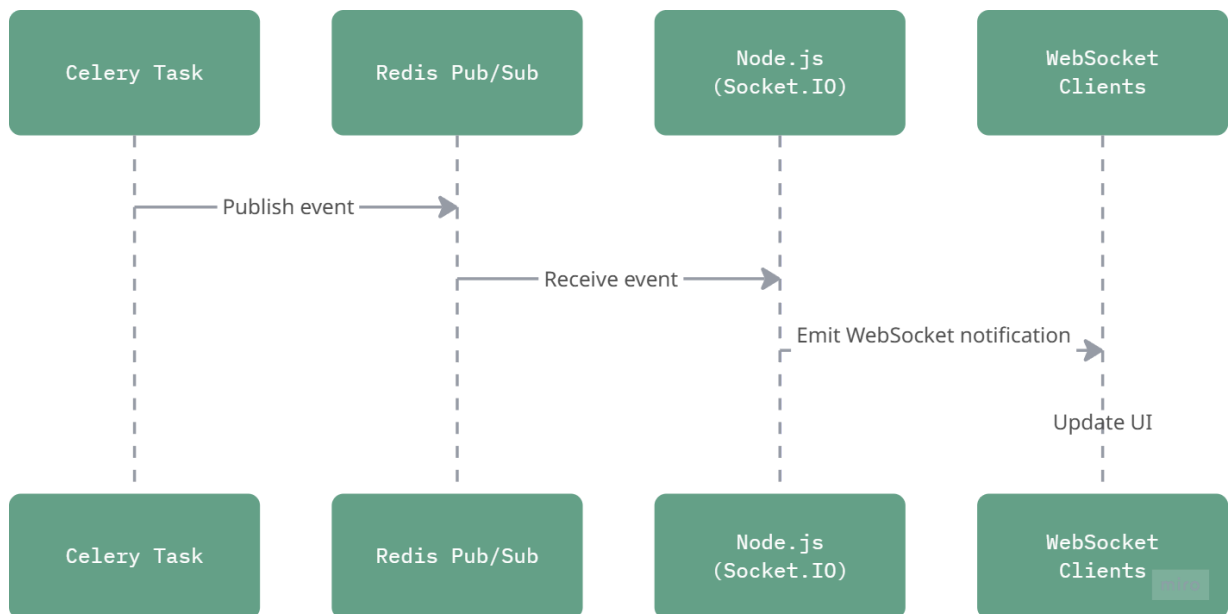 Celery Task
Redis Pub/Sub
Node.js
(Socket.IO)
WebSocket
Clients
Publish event
Receive event
Emit WebSocket notification
Update UI
Celery Task
Redis Pub/Sub
Node.js
(Socket.IO)
WebSocket
Clients
miro